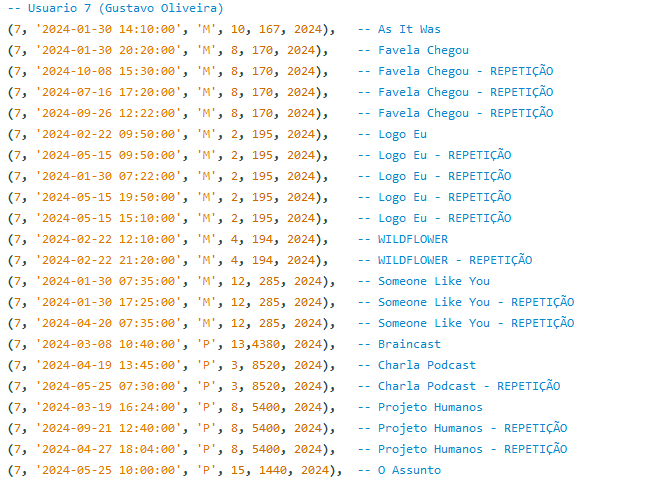 -- Usuario 7 (Gustavo Oliveira)
(7, '2024-01-30 14:10:00', 'M', 10, 167, 2024),   -- As It Was
(7, '2024-01-30 20:20:00', 'M', 8, 170, 2024),    -- Favela Chegou
(7, '2024-10-08 15:30:00', 'M', 8, 170, 2024),    -- Favela Chegou - REPETIÇÃO
(7, '2024-07-16 17:20:00', 'M', 8, 170, 2024),    -- Favela Chegou - REPETIÇÃO
(7, '2024-09-26 12:22:00', 'M', 8, 170, 2024),    -- Favela Chegou - REPETIÇÃO
(7, '2024-02-22 09:50:00', 'M', 2, 195, 2024),    -- Logo Eu
(7, '2024-05-15 09:50:00', 'M', 2, 195, 2024),    -- Logo Eu - REPETIÇÃO
(7, '2024-01-30 07:22:00', 'M', 2, 195, 2024),    -- Logo Eu - REPETIÇÃO
(7, '2024-05-15 19:50:00', 'M', 2, 195, 2024),    -- Logo Eu - REPETIÇÃO
(7, '2024-05-15 15:10:00', 'M', 2, 195, 2024),    -- Logo Eu - REPETIÇÃO
(7, '2024-02-22 12:10:00', 'M', 4, 194, 2024),    -- WILDFLOWER
(7, '2024-02-22 21:20:00', 'M', 4, 194, 2024),    -- WILDFLOWER - REPETIÇÃO
(7, '2024-01-30 07:35:00', 'M', 12, 285, 2024),   -- Someone Like You
(7, '2024-01-30 17:25:00', 'M', 12, 285, 2024),   -- Someone Like You - REPETIÇÃO
(7, '2024-04-20 07:35:00', 'M', 12, 285, 2024),   -- Someone Like You - REPETIÇÃO
(7, '2024-03-08 10:40:00', 'P', 13,4380, 2024),   -- Braincast
(7, '2024-04-19 13:45:00', 'P', 3, 8520, 2024),   -- Charla Podcast
(7, '2024-05-25 07:30:00', 'P', 3, 8520, 2024),   -- Charla Podcast - REPETIÇÃO
(7, '2024-03-19 16:24:00', 'P', 8, 5400, 2024),   -- Projeto Humanos
(7, '2024-09-21 12:40:00', 'P', 8, 5400, 2024),   -- Projeto Humanos - REPETIÇÃO
(7, '2024-04-27 18:04:00', 'P', 8, 5400, 2024),   -- Projeto Humanos - REPETIÇÃO
(7, '2024-05-25 10:00:00', 'P', 15, 1440, 2024),  -- O Assunto